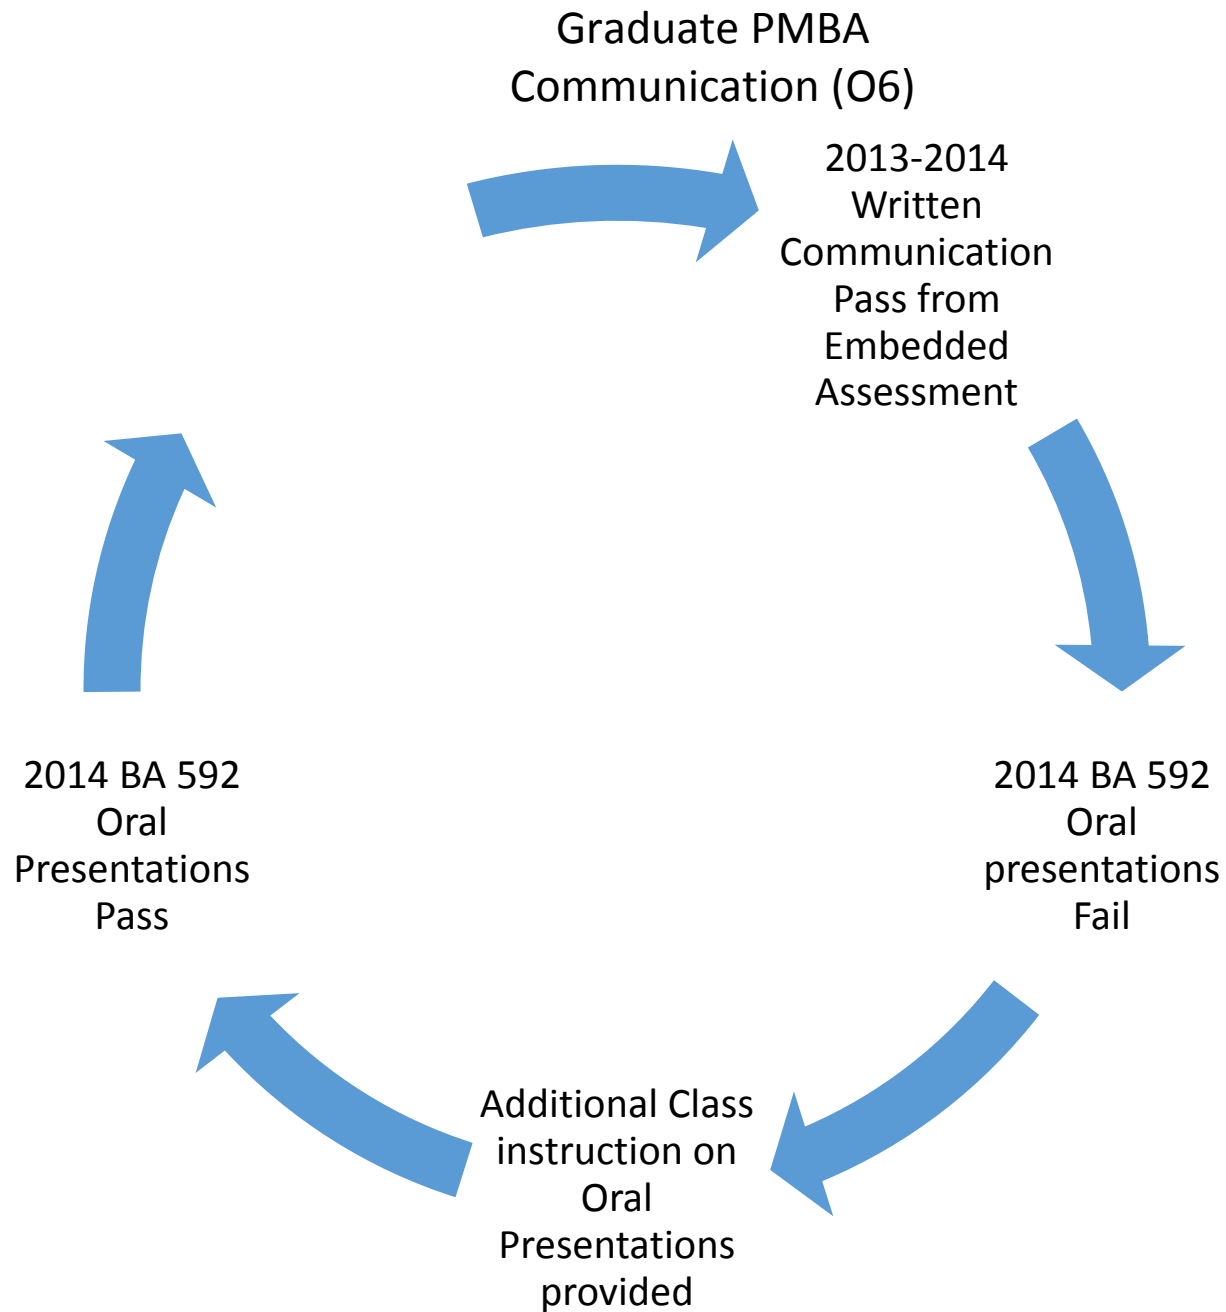 Graduate PMBA
Communication (O6)
2013-2014
Written
Communication
Pass from
Embedded
Assessment
2014 BA 592
Oral
presentations
Fail
Additional Class
instruction on
Oral
Presentations
provided
2014 BA 592
Oral
Presentations
Pass